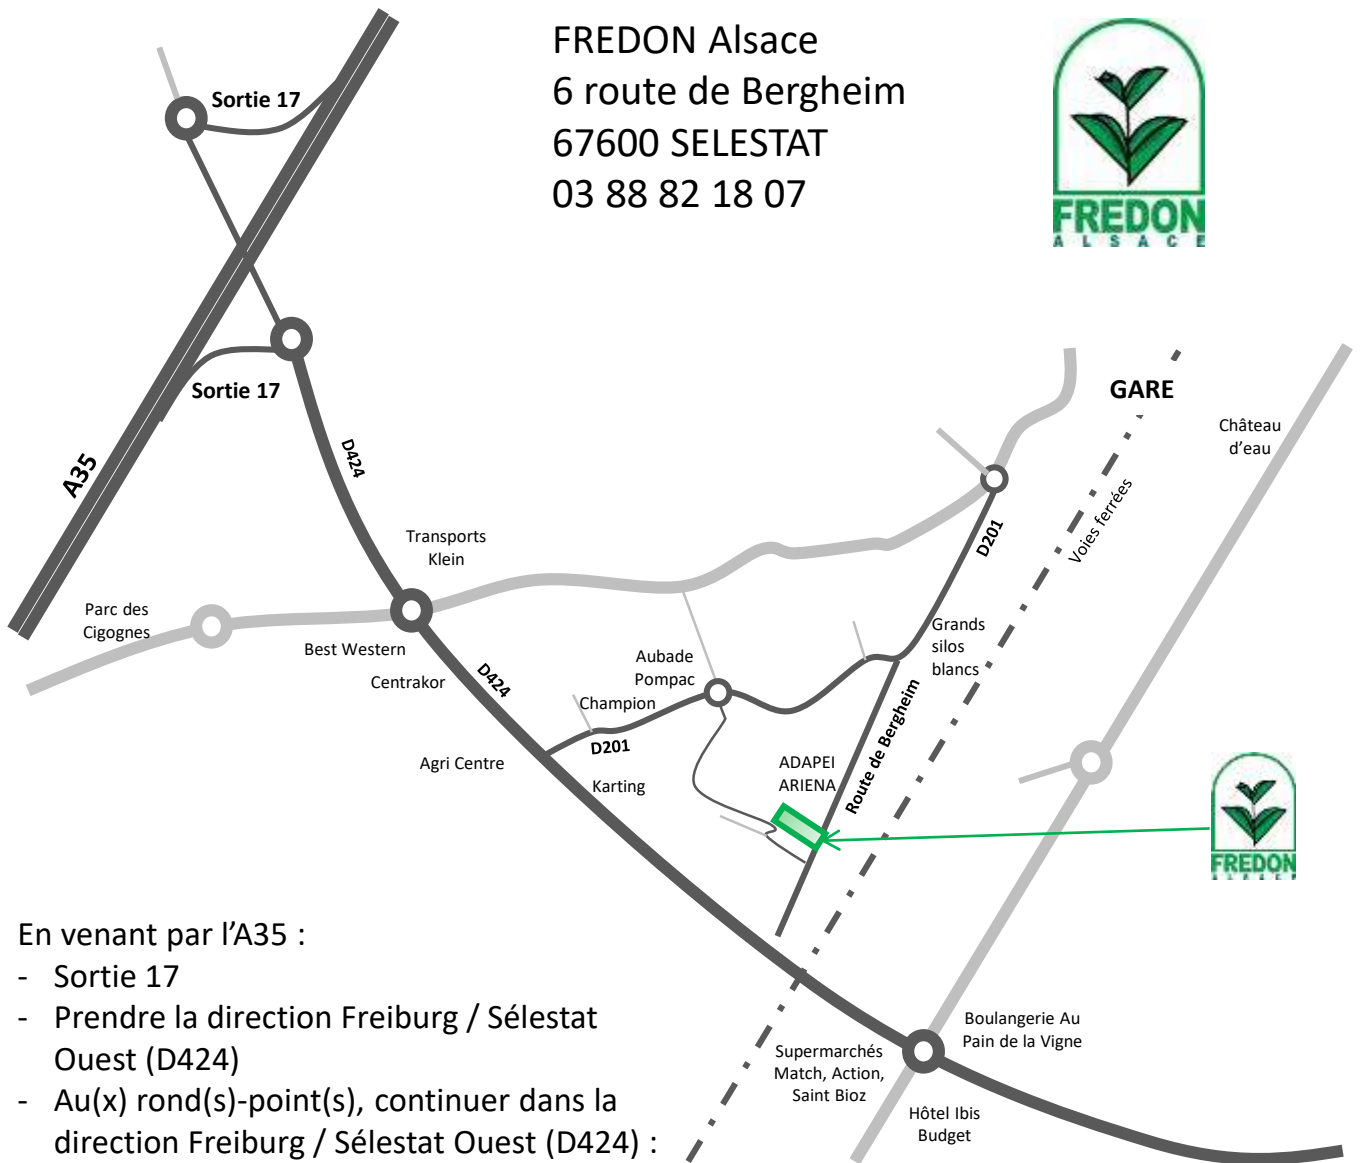 FREDON Alsace
6 route de Bergheim
67600 SELESTAT
03 88 82 18 07
FREDON
ALSACE
Sortie 17
Sortie 17
A35
D424
GARE
Château
d’eau
Voies ferrées
D201
Transports
Klein
Parc des
Cigognes
Best Western
Centrakor
D424
Aubade
Pompac
Champion
D201
Grands
silos
blancs
Route de Bergheim
Agri Centre
Karting
ADAPEI
ARIENA
FREDON
ALSACE
En venant par l’A35 :
- Sortie 17
- Prendre la direction Freiburg / Sélestat
Ouest (D424)
- Au(x) rond(s)-point(s), continuer dans la
direction Freiburg / Sélestat Ouest (D424) :
Supermarchés
Match, Action,
Saint Bioz
Boulangerie Au
Pain de la Vigne
Hôtel Ibis
Budget